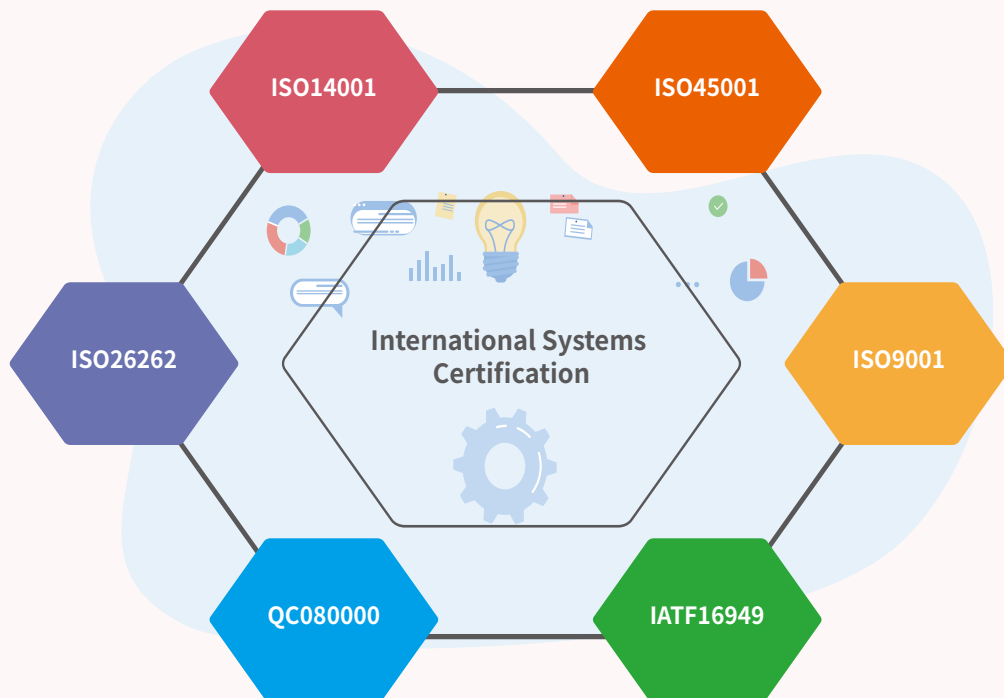 ISO14001
ISO45001
International Systems
Certification
ISO26262
ISO9001
QC080000
IATF16949